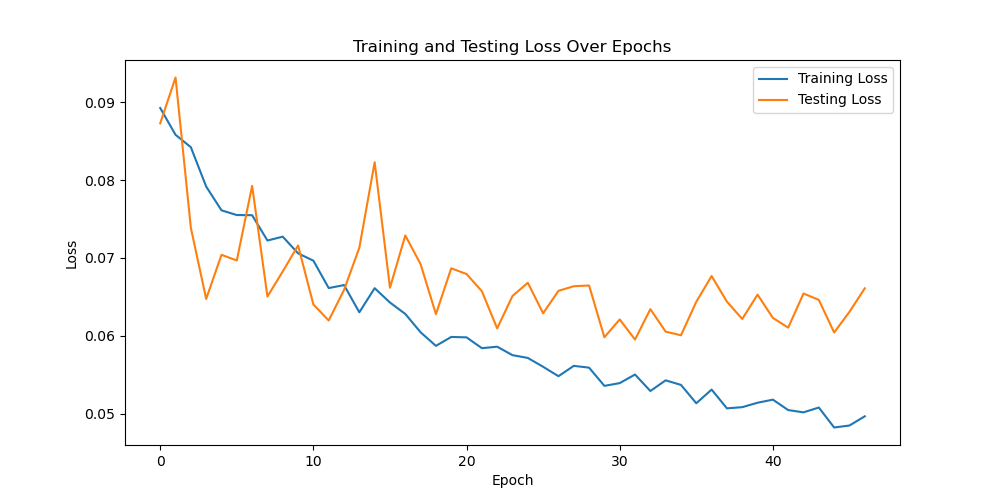 Training and Testing Loss Over Epochs
Training Loss
Testing Loss
Loss
0.09
0.08
0.07
0.06
0.05
0
10
20
30
40
Epoch